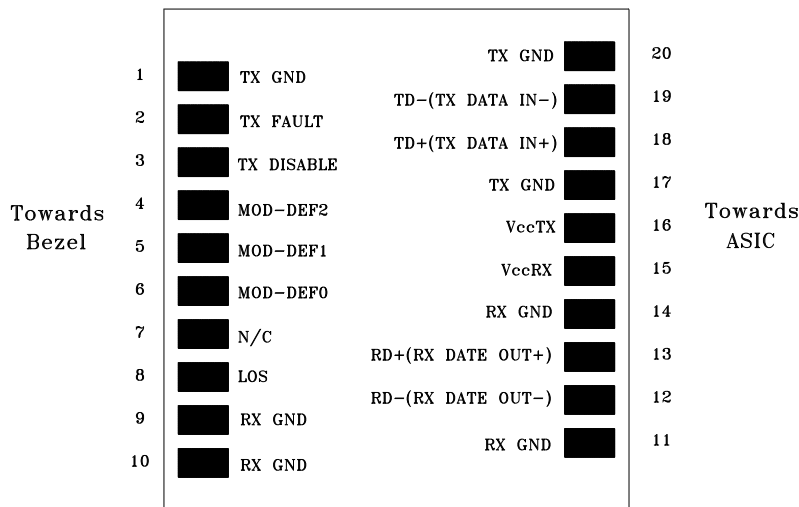 Towards
Bezel
1 TX GND
2 TX FAULT
3 TX DISABLE
4 MOD-DEF2
5 MOD-DEF1
6 MOD-DEF0
7 N/C
8 LOS
9 RX GND
10 RX GND
TX GND 20
TD-(TX DATA IN-) 19
TD+(TX DATA IN+) 18
TX GND 17
VccTX 16
VccRX 15
RX GND 14
RD+(RX DATE OUT+) 13
RD-(RX DATE OUT-) 12
RX GND 11
Towards
ASIC